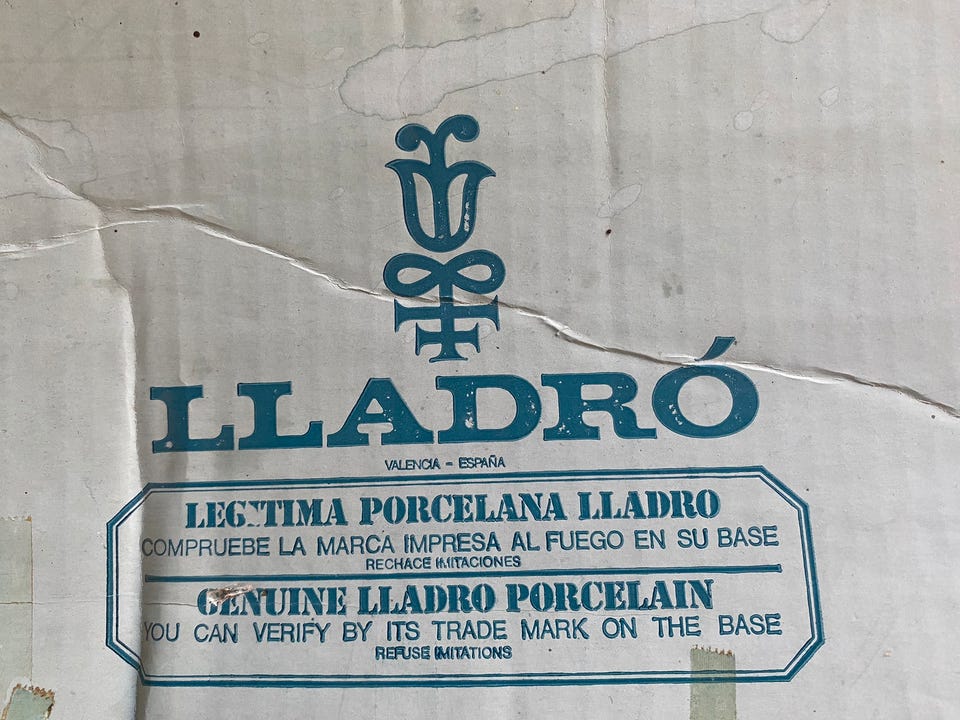 LLADRÓ
VALENCIA - ESPAÑA
LEGITIMA PORCELANA LLADRO
COMPRUEBE LA MARCA IMPRESA AL FUEGO EN SU BASE
RECHACE IMITACIONES
GENUINE LLADRO PORCELAIN
YOU CAN VERIFY BY ITS TRADE MARK ON THE BASE
REFUSE IMITATIONS